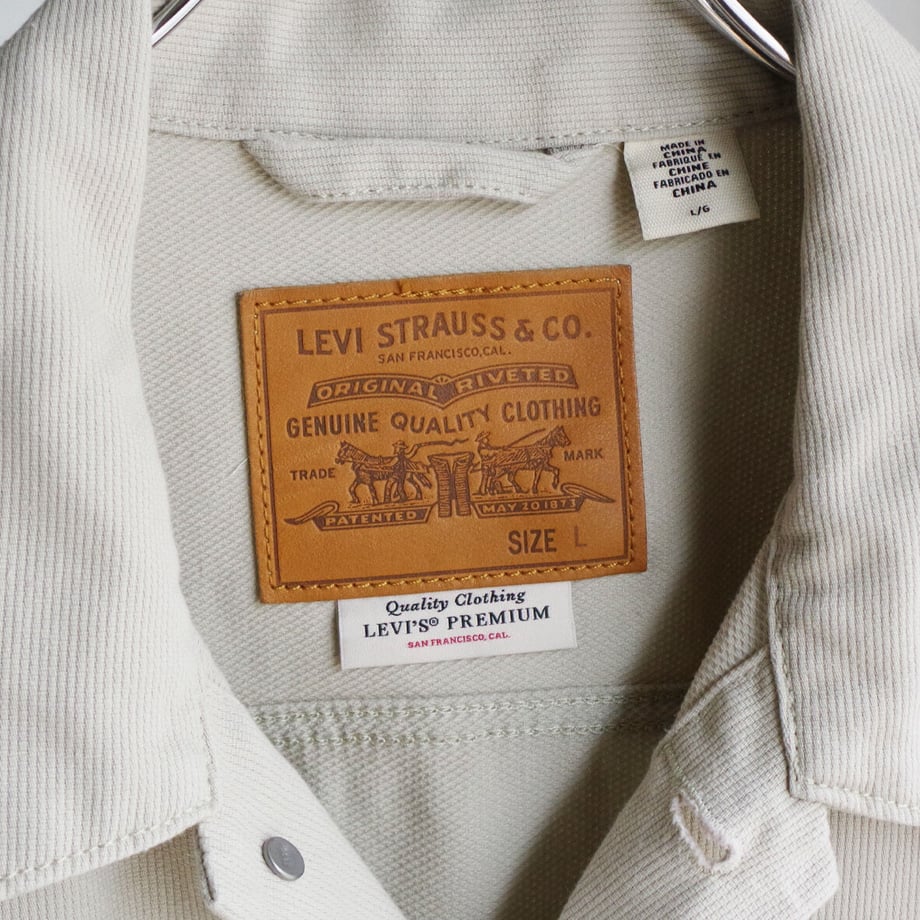 MADE IN
CHINA
FABRIQUÉ EN
CHINE
FABRICADO EN
CHINA
L/G
LEVI STRAUSS & CO.
SAN FRANCISCO, CAL.
ORIGINAL RIVETED
GENUINE QUALITY CLOTHING
TRADE MARK
PATENTED MAY 20 1873
SIZE L
Quality Clothing
LEVI'S® PREMIUM
SAN FRANCISCO, CAL.